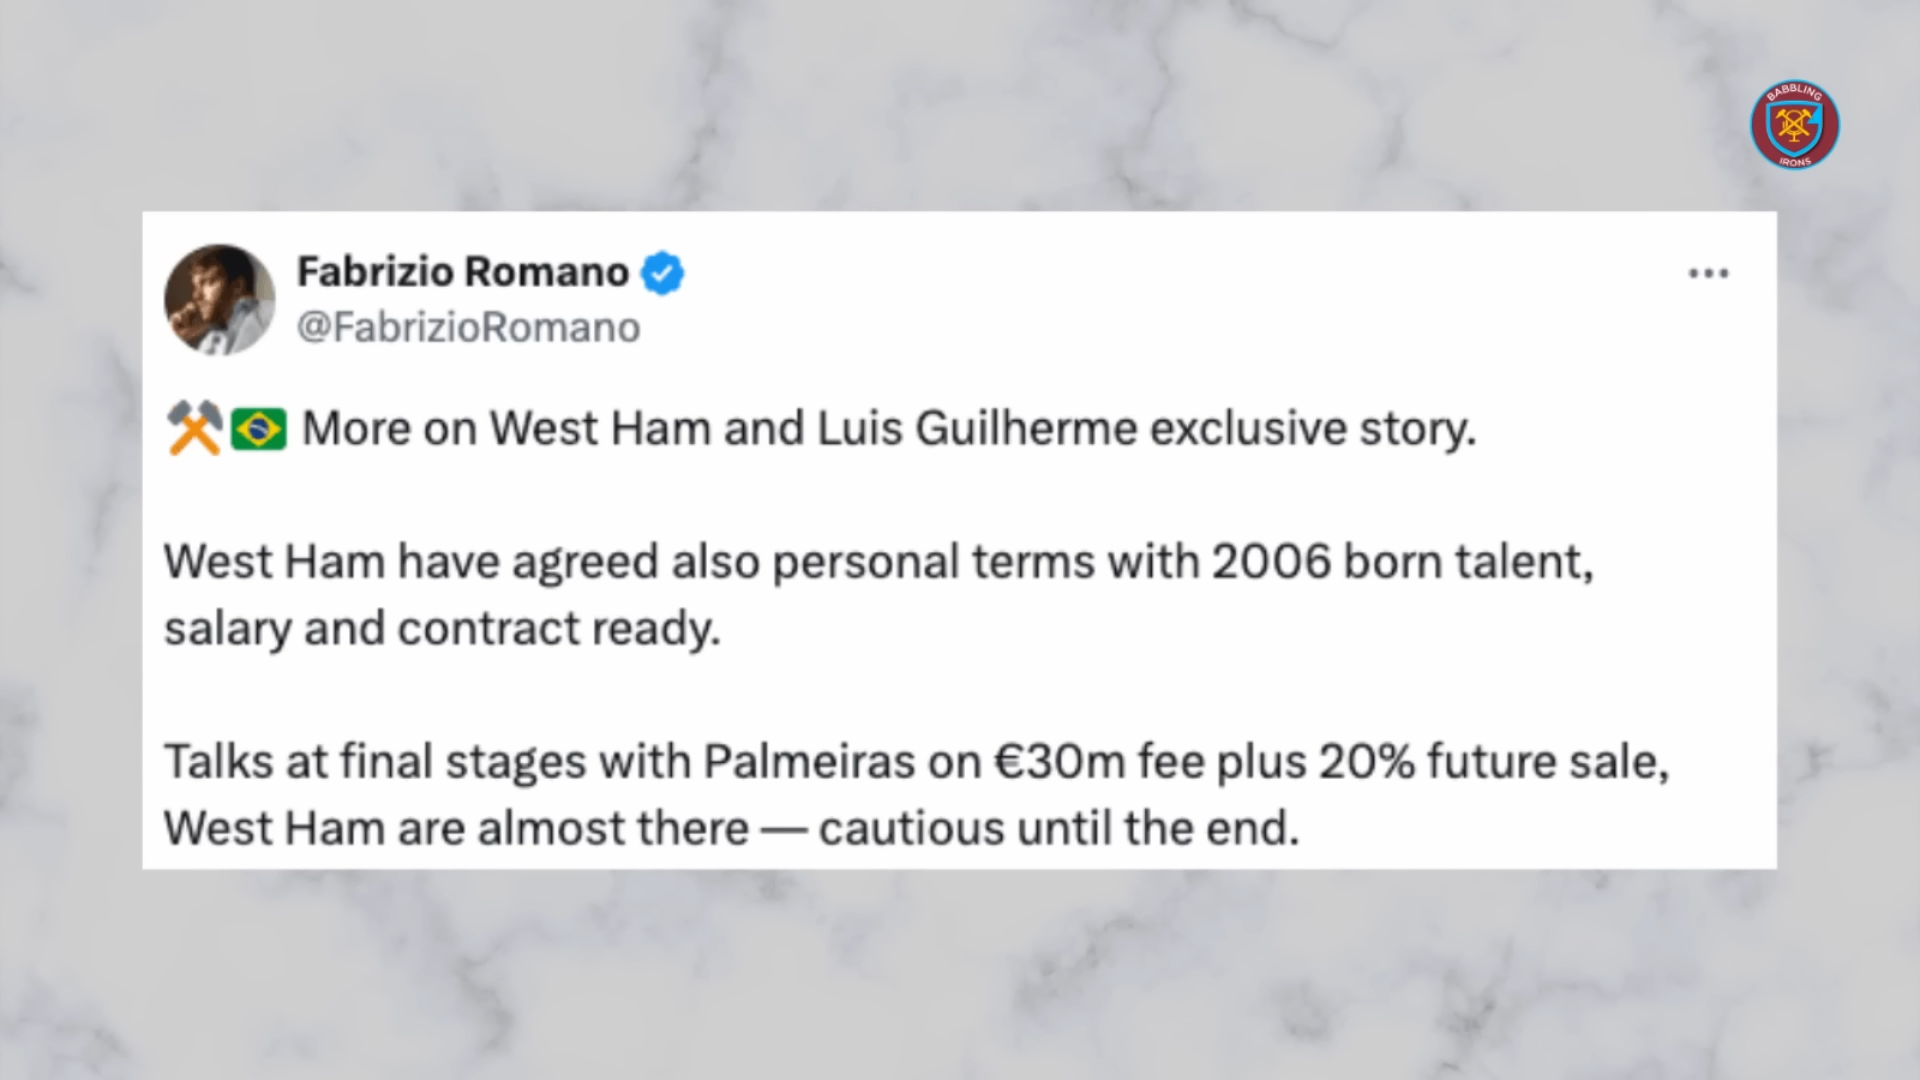 BABBLING
IRONS
Fabrizio Romano
@FabrizioRomano
More on West Ham and Luis Guilherme exclusive story.
West Ham have agreed also personal terms with 2006 born talent,
salary and contract ready.
Talks at final stages with Palmeiras on €30m fee plus 20% future sale,
West Ham are almost there — cautious until the end.